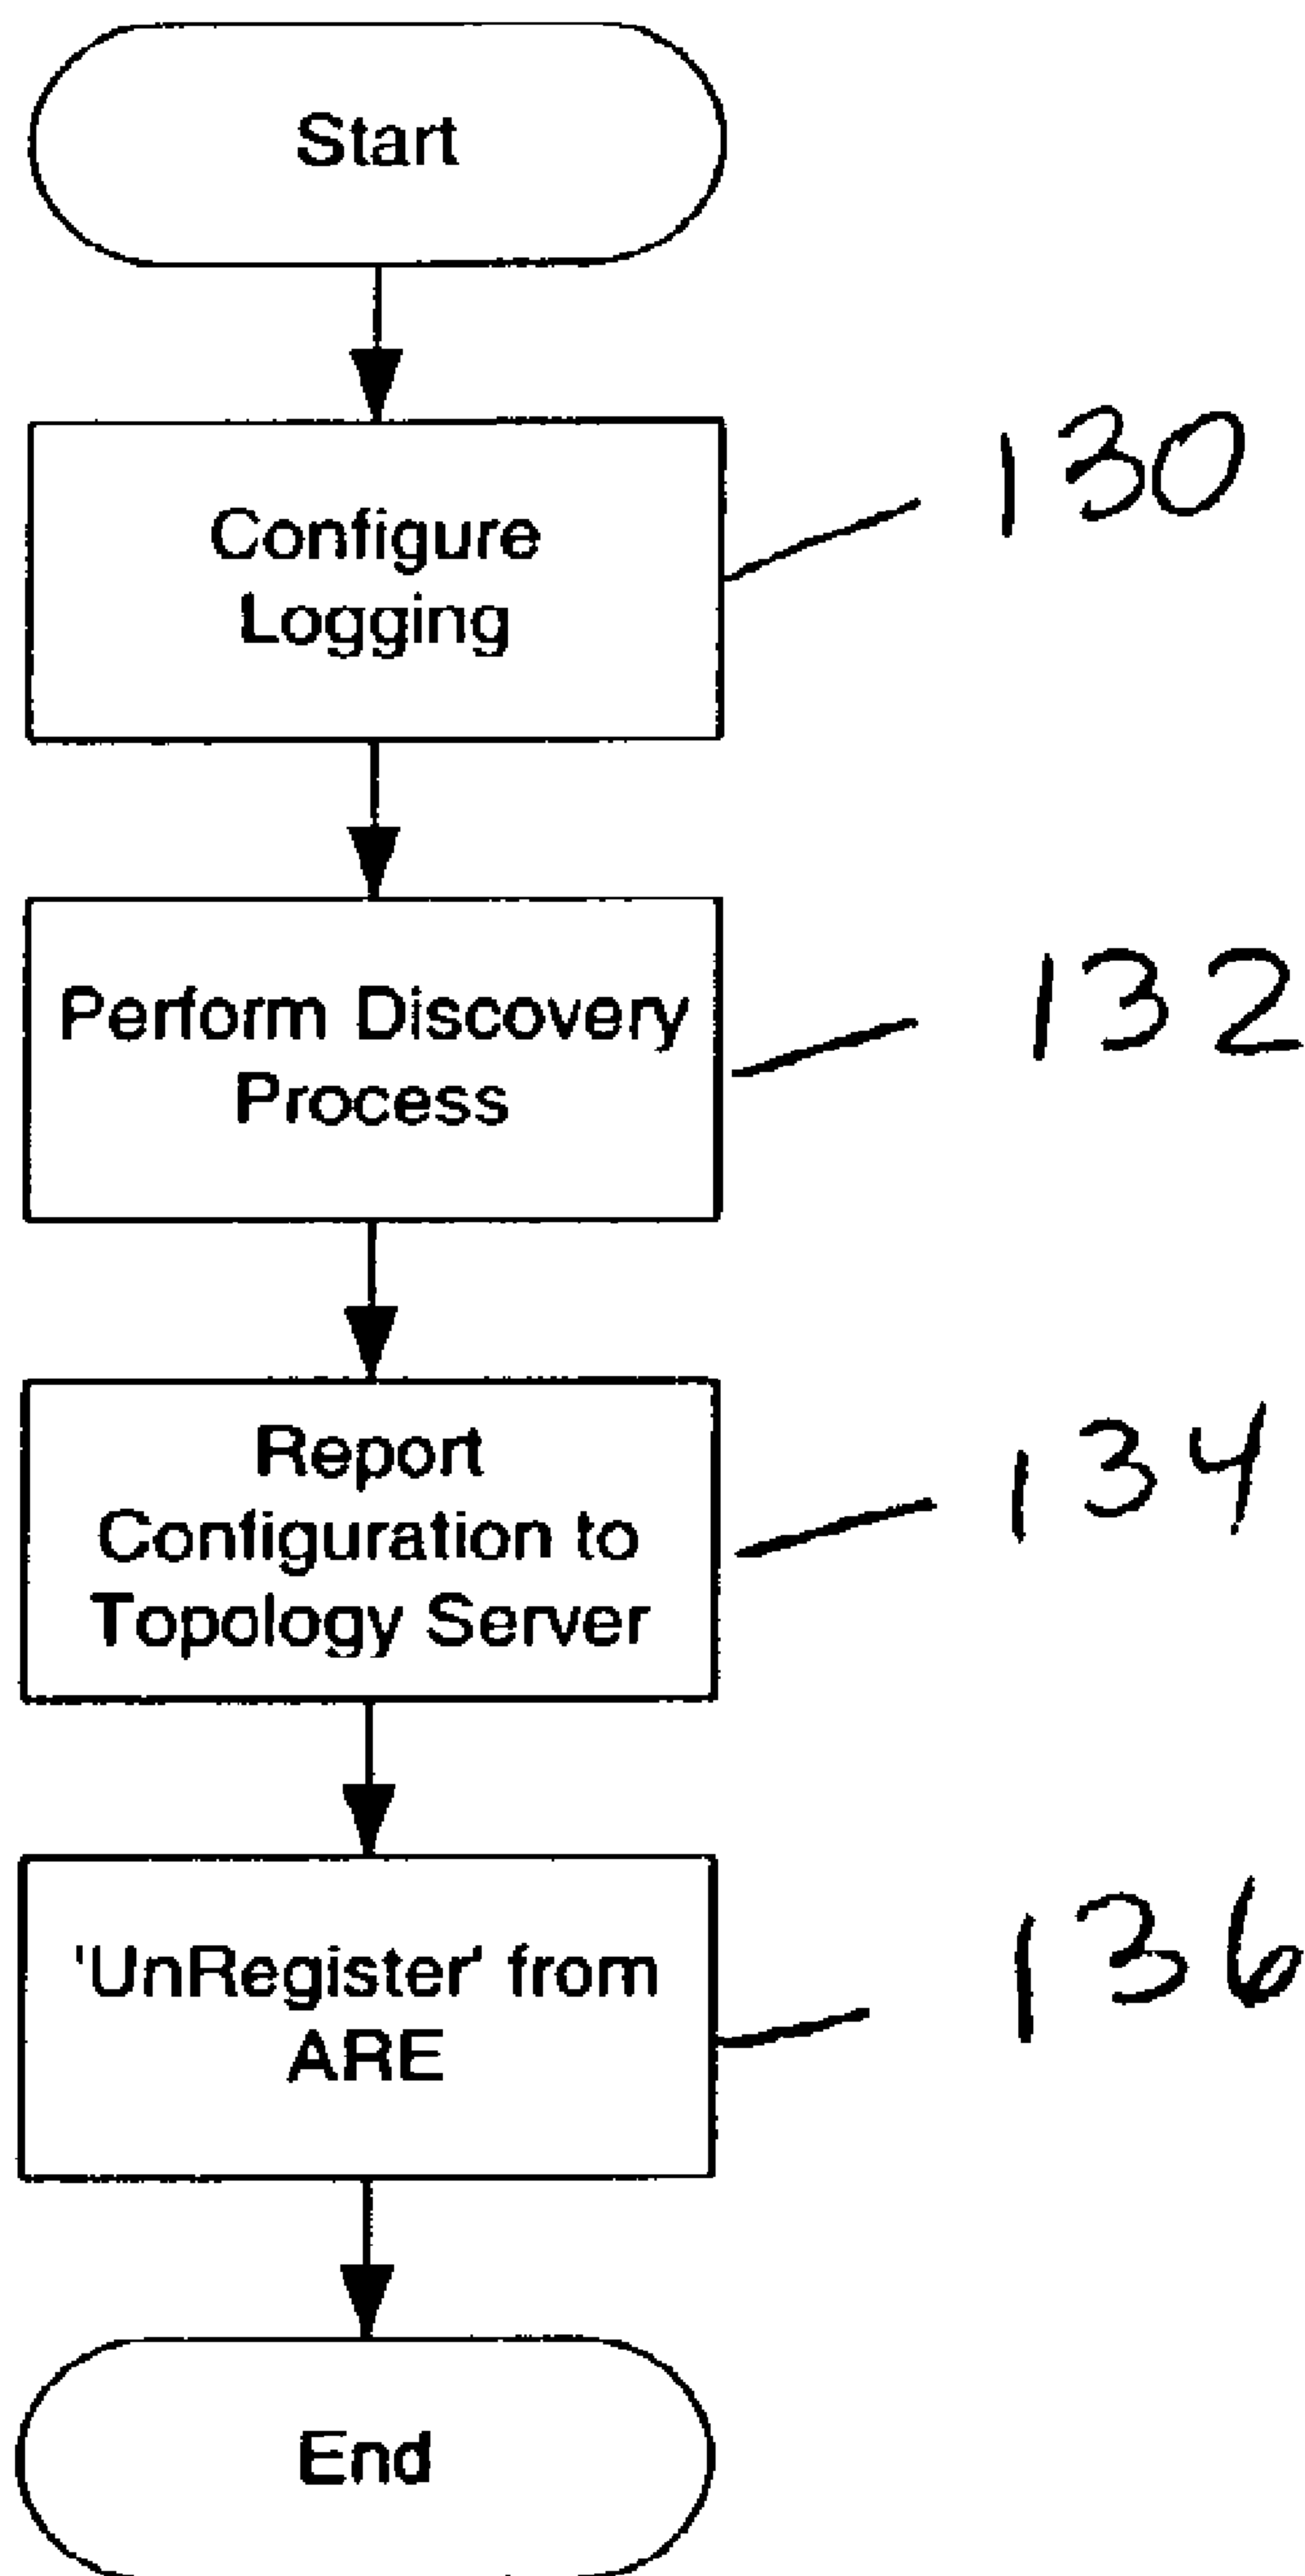 Start
Configure
Logging
130
Perform Discovery
Process
132
Report
Configuration to
Topology Server
134
'UnRegister' from
ARE
136
End